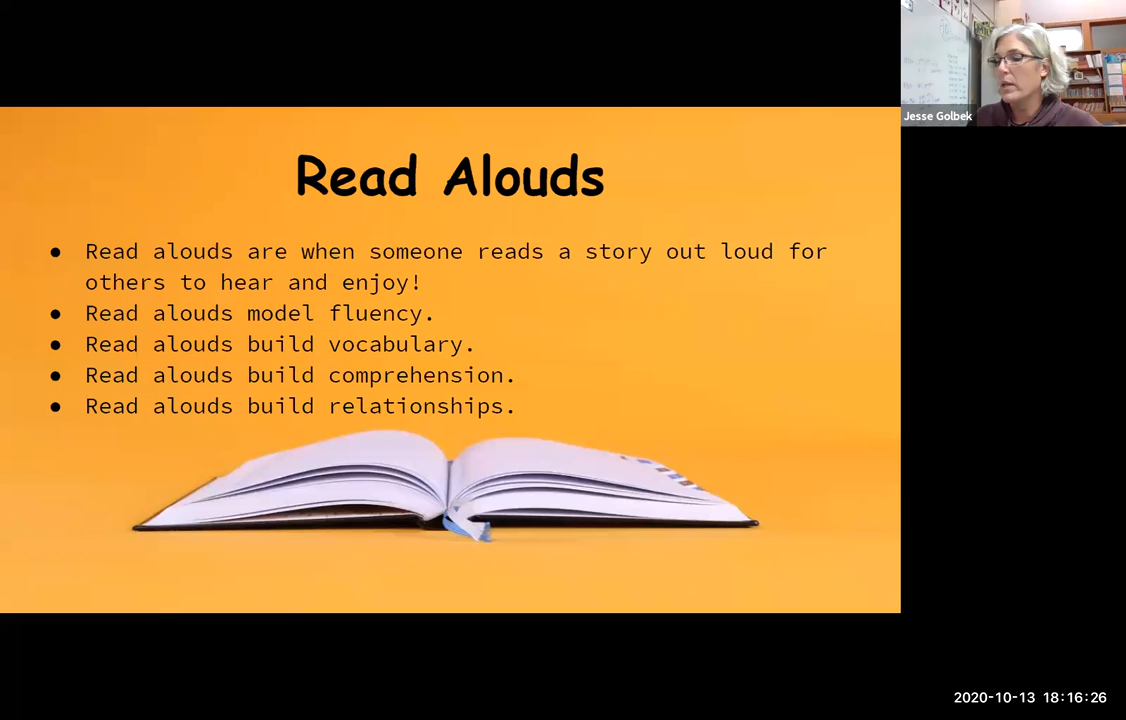 Jesse Golbek
Read Alouds
● Read alouds are when someone reads a story out loud for
others to hear and enjoy!
● Read alouds model fluency.
● Read alouds build vocabulary.
● Read alouds build comprehension.
● Read alouds build relationships.
2020-10-13 18:16:26